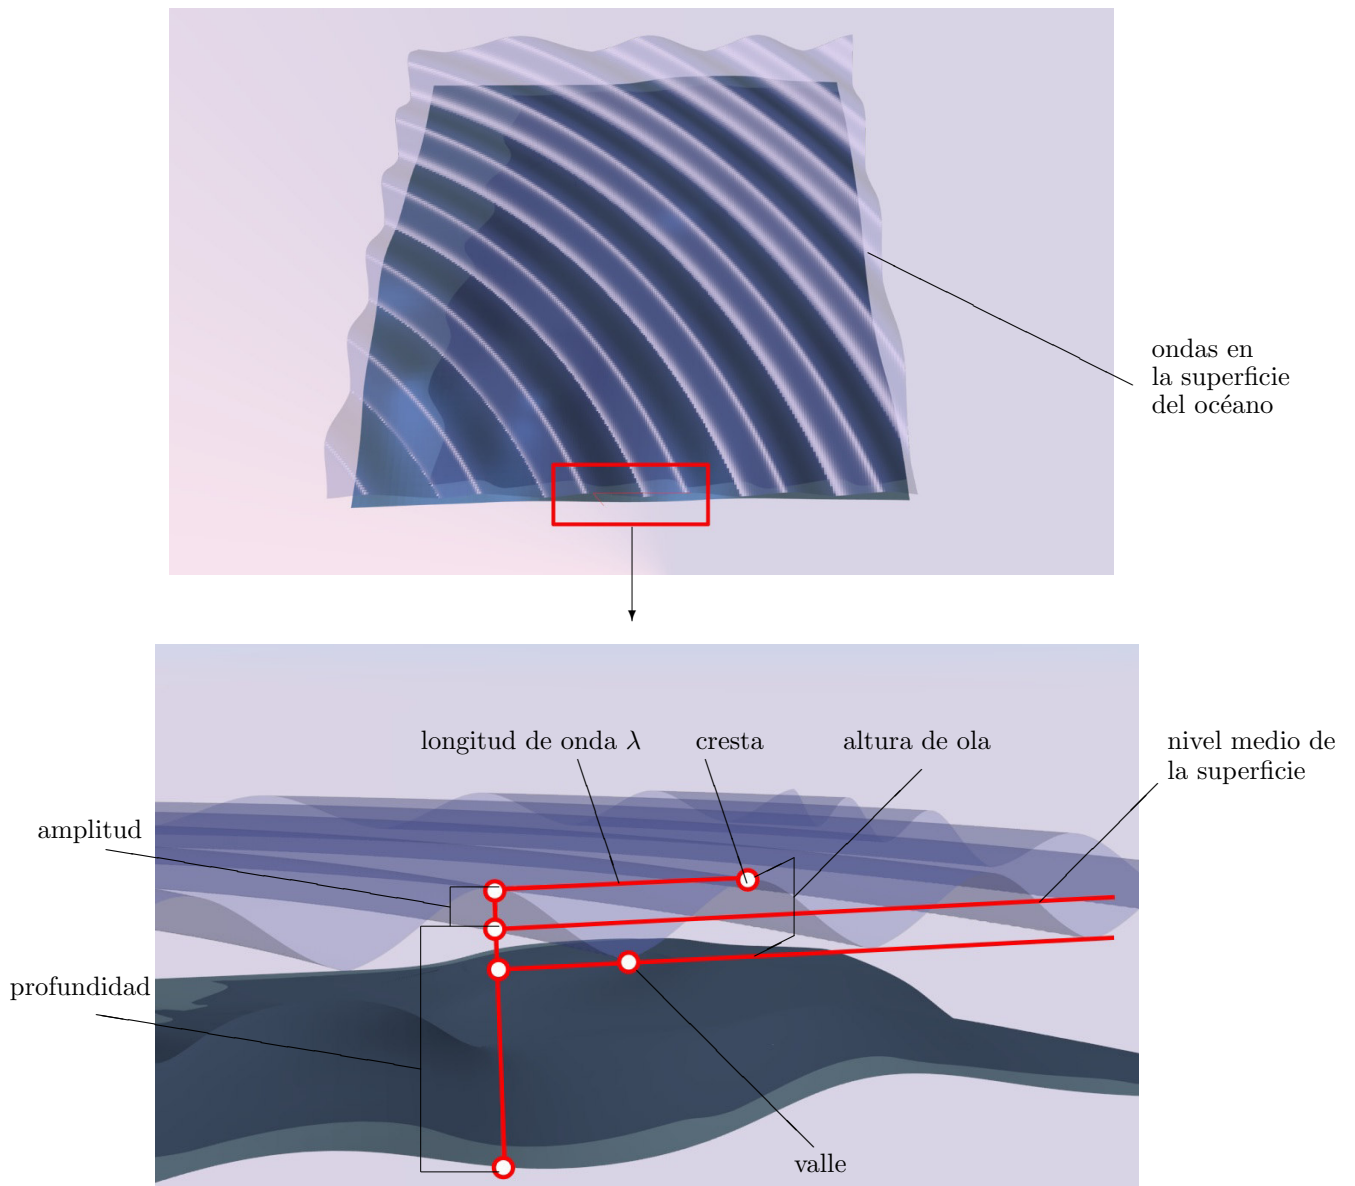 ondas en
la superficie
del océano
longitud de onda λ
cresta
altura de ola
nivel medio de
la superficie
amplitud
profundidad
valle